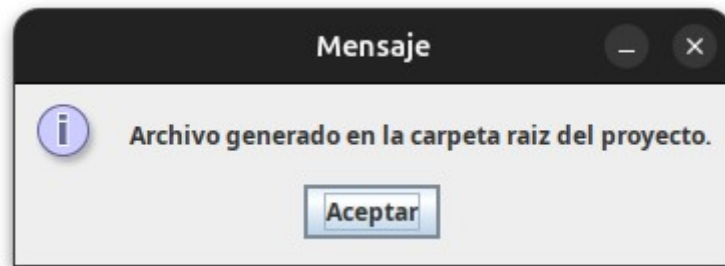 Mensaje
Archivo generado en la carpeta raiz del proyecto.
Aceptar